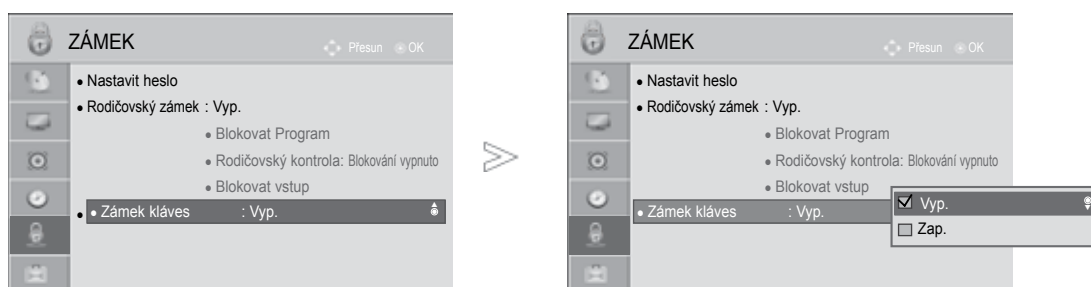 ZÁMEK
Přesun OK
• Nastavit heslo
• Rodičovský zámek : Vyp.
• Blokovat Program
• Rodičovský kontrola: Blokování vypnuto
• Blokovat vstup
• Zámek kláves : Vyp.
ZÁMEK
Přesun OK
• Nastavit heslo
• Rodičovský zámek : Vyp.
• Blokovat Program
• Rodičovský kontrola: Blokování vypnuto
• Blokovat vstup
• Zámek kláves : Vyp.
Vyp.
Zap.